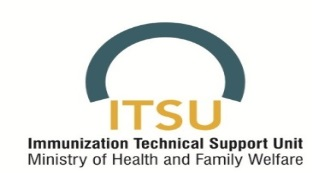 ITSU
Immunization Technical Support Unit
Ministry of Health and Family Welfare